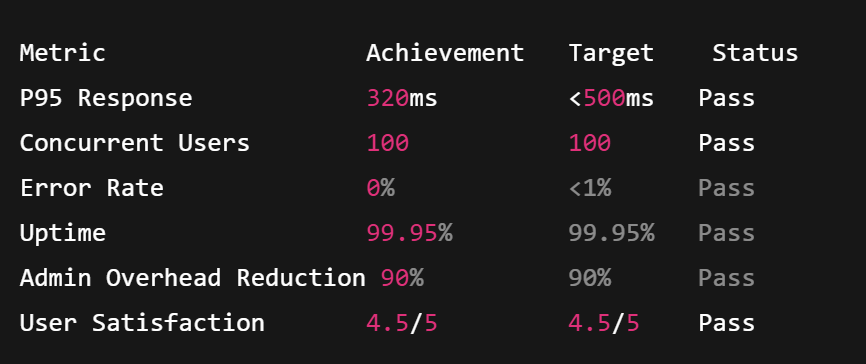 Metric Achievement Target Status
P95 Response 320ms <500ms Pass
Concurrent Users 100 100 Pass
Error Rate 0% <1% Pass
Uptime 99.95% 99.95% Pass
Admin Overhead Reduction 90% 90% Pass
User Satisfaction 4.5/5 4.5/5 Pass